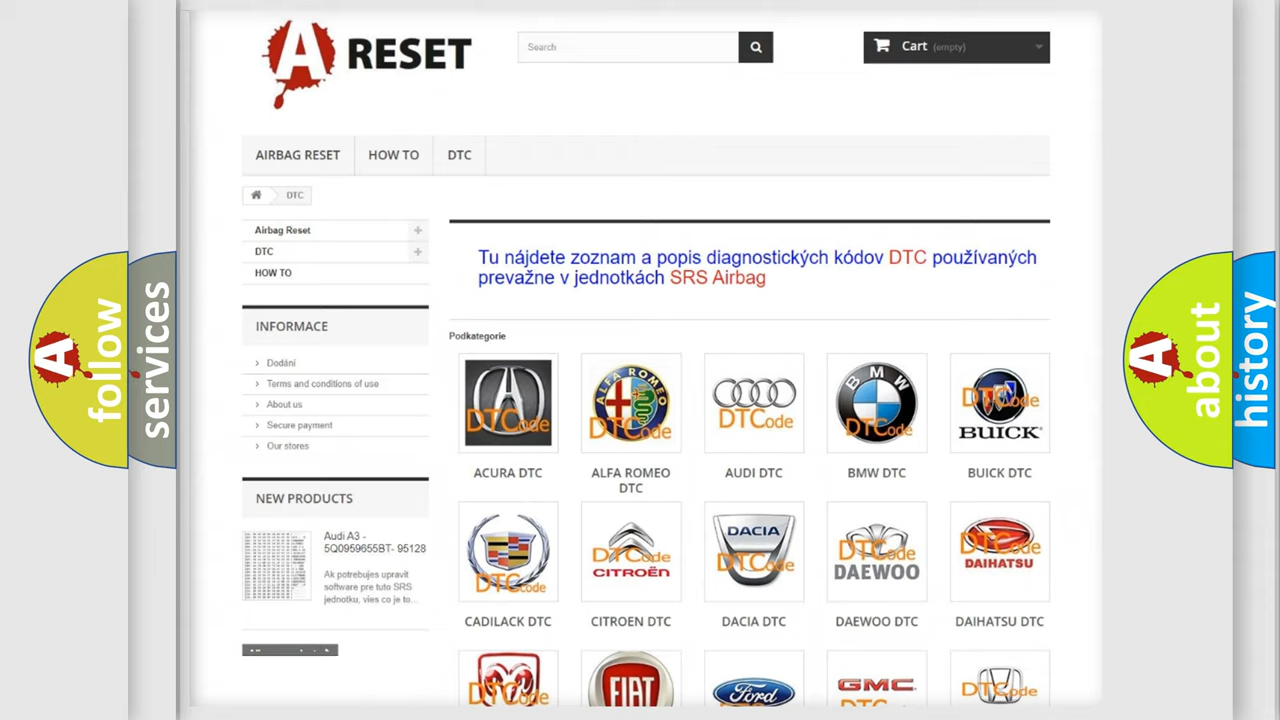 A RESET
Search
Cart (empty)
AIRBAG RESET
HOW TO
DTC
DTC
Airbag Reset
DTC
HOW TO
Tu nájdete zoznam a popis diagnostických kódov DTC používaných
prevažne v jednotkách SRS Airbag
INFORMACE
Dodání
Terms and conditions of use
About us
Secure payment
Our stores
NEW PRODUCTS
Audi A3 -
5Q0959655BT- 95128
Ak potrebujes upravit
software pre tuto SRS
jednotku, vies co je to...
Podkategorie
DTCode
ALFA ROMEO
DTCode
DTCode
BMW
DTCode
DTCode
BUICK
ACURA DTC
ALFA ROMEO
DTC
AUDI DTC
BMW DTC
BUICK DTC
DTCode
DTCode
CITROËN
DACIA
DTCode
DTCode
DAEWOO
DTCode
DAIHATSU
CADILACK DTC
CITROEN DTC
DACIA DTC
DAEWOO DTC
DAIHATSU DTC
DTCode
FIAT
Ford
GMC
DTCode
A follow
services
A about
history